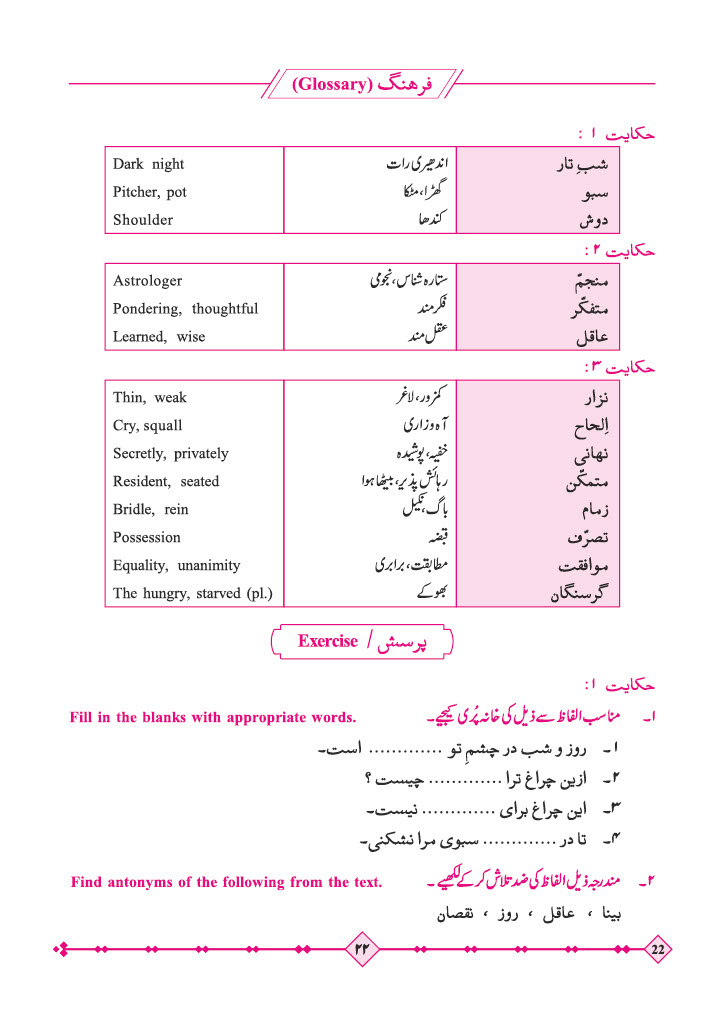 فرهنگ (Glossary)
حکایت ۱ :
شبِ تار اندھیری رات Dark night
سبو گھڑا، مٹکا Pitcher, pot
دوش کندھا Shoulder
حکایت ۲ :
منجمّ ستارہ شناس، نجومی Astrologer
متفکّر فکر مند Pondering, thoughtful
عاقل عقل مند Learned, wise
حکایت ۳ :
نزار کمزور، لاغر Thin, weak
اِلحاح آہ و زاری Cry, squall
نهانی خفیہ، پوشیدہ Secretly, privately
متمکّن رہائش پذیر، بیٹھا ہوا Resident, seated
زمام باگ، نکیل Bridle, rein
تصرّف قبضہ Possession
موافقت مطابقت، برابری Equality, unanimity
گرسنگان بھوکے The hungry, starved (pl.)
پرسش / Exercise
حکایت ۱ :
۱۔ مناسب الفاظ سے ذیل کی خانہ پُری کیجیے۔ Fill in the blanks with appropriate words.
۱۔ روز و شب در چشمِ تو ............. است۔
۲۔ ازین چراغ ترا ............. چیست ؟
۳۔ این چراغ برای ............. نیست۔
۴۔ تا در ............. سبوی مرا نشکنی۔
۲۔ مندرجہ ذیل الفاظ کی ضد تلاش کر کے لکھیے۔ Find antonyms of the following from the text.
بینا ، عاقل ، روز ، نقصان
۲۲
22